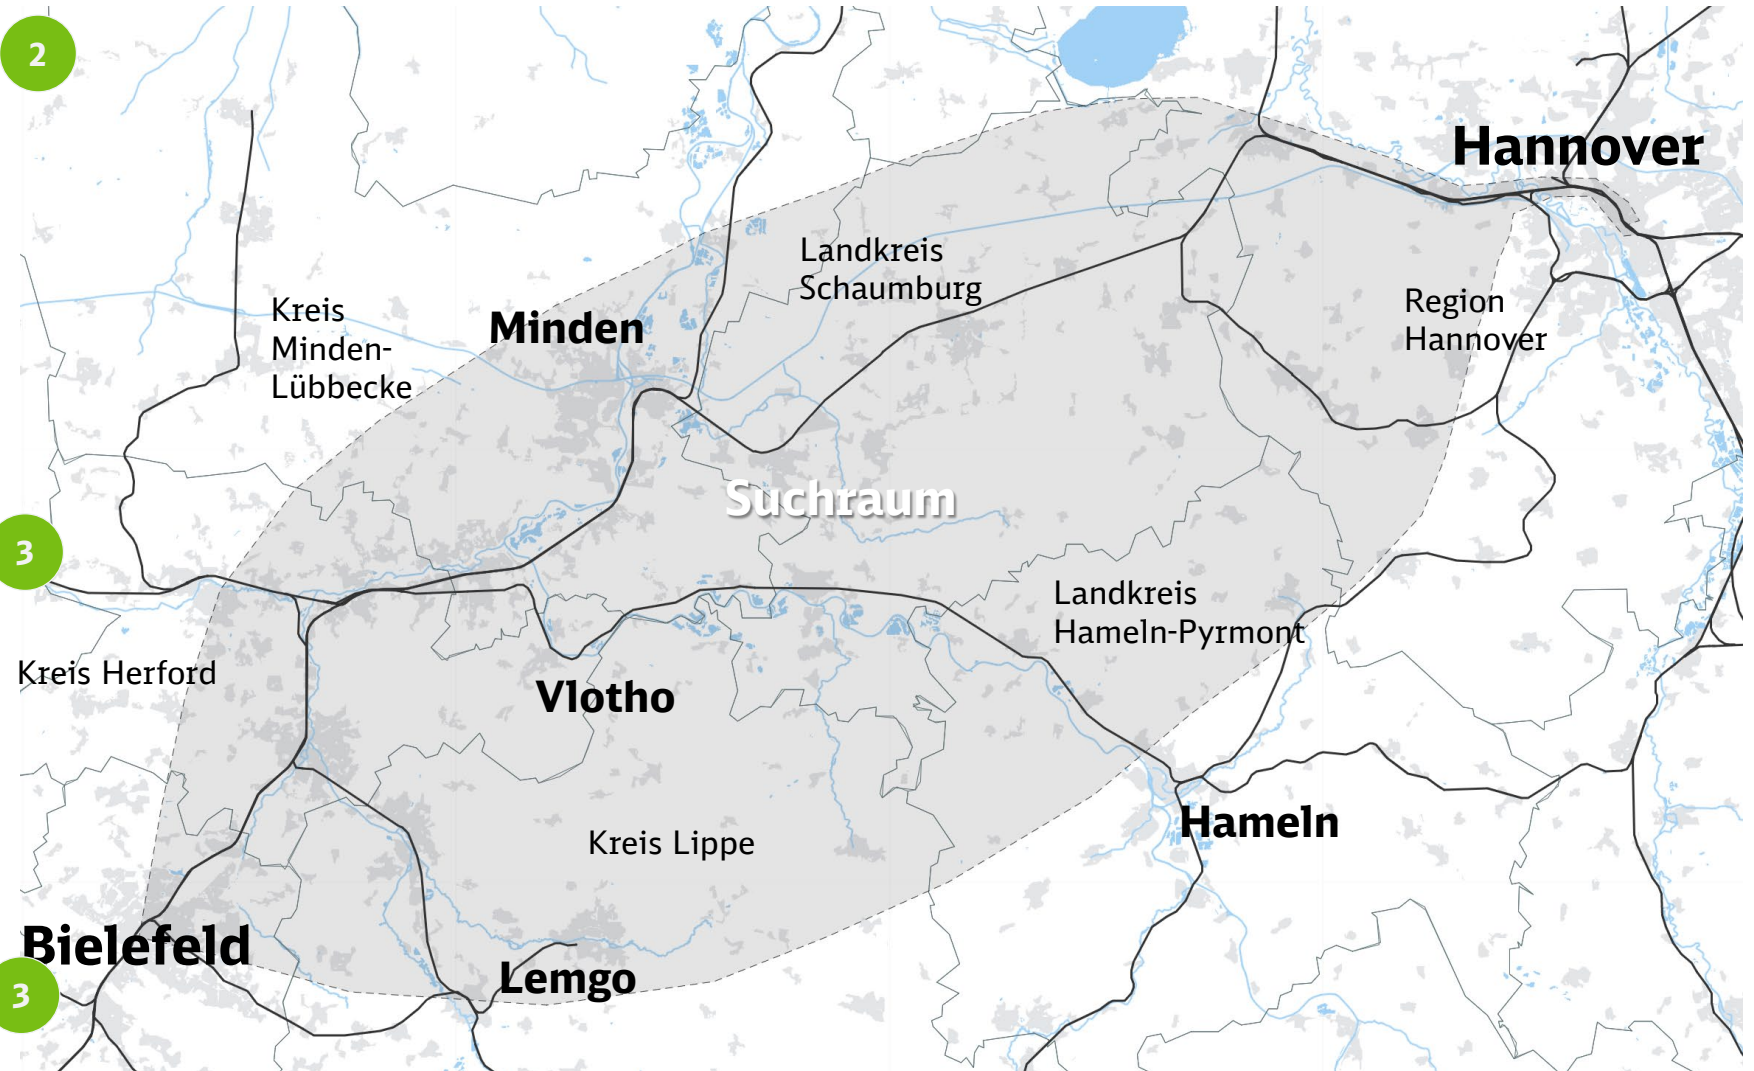 2
Hannover
Landkreis
Schaumburg
Region
Hannover
Kreis
Minden-
Lübbecke
Minden
Suchraum
3
Landkreis
Hameln-Pyrmont
Kreis Herford
Vlotho
Hameln
Kreis Lippe
Bielefeld
Lemgo
3